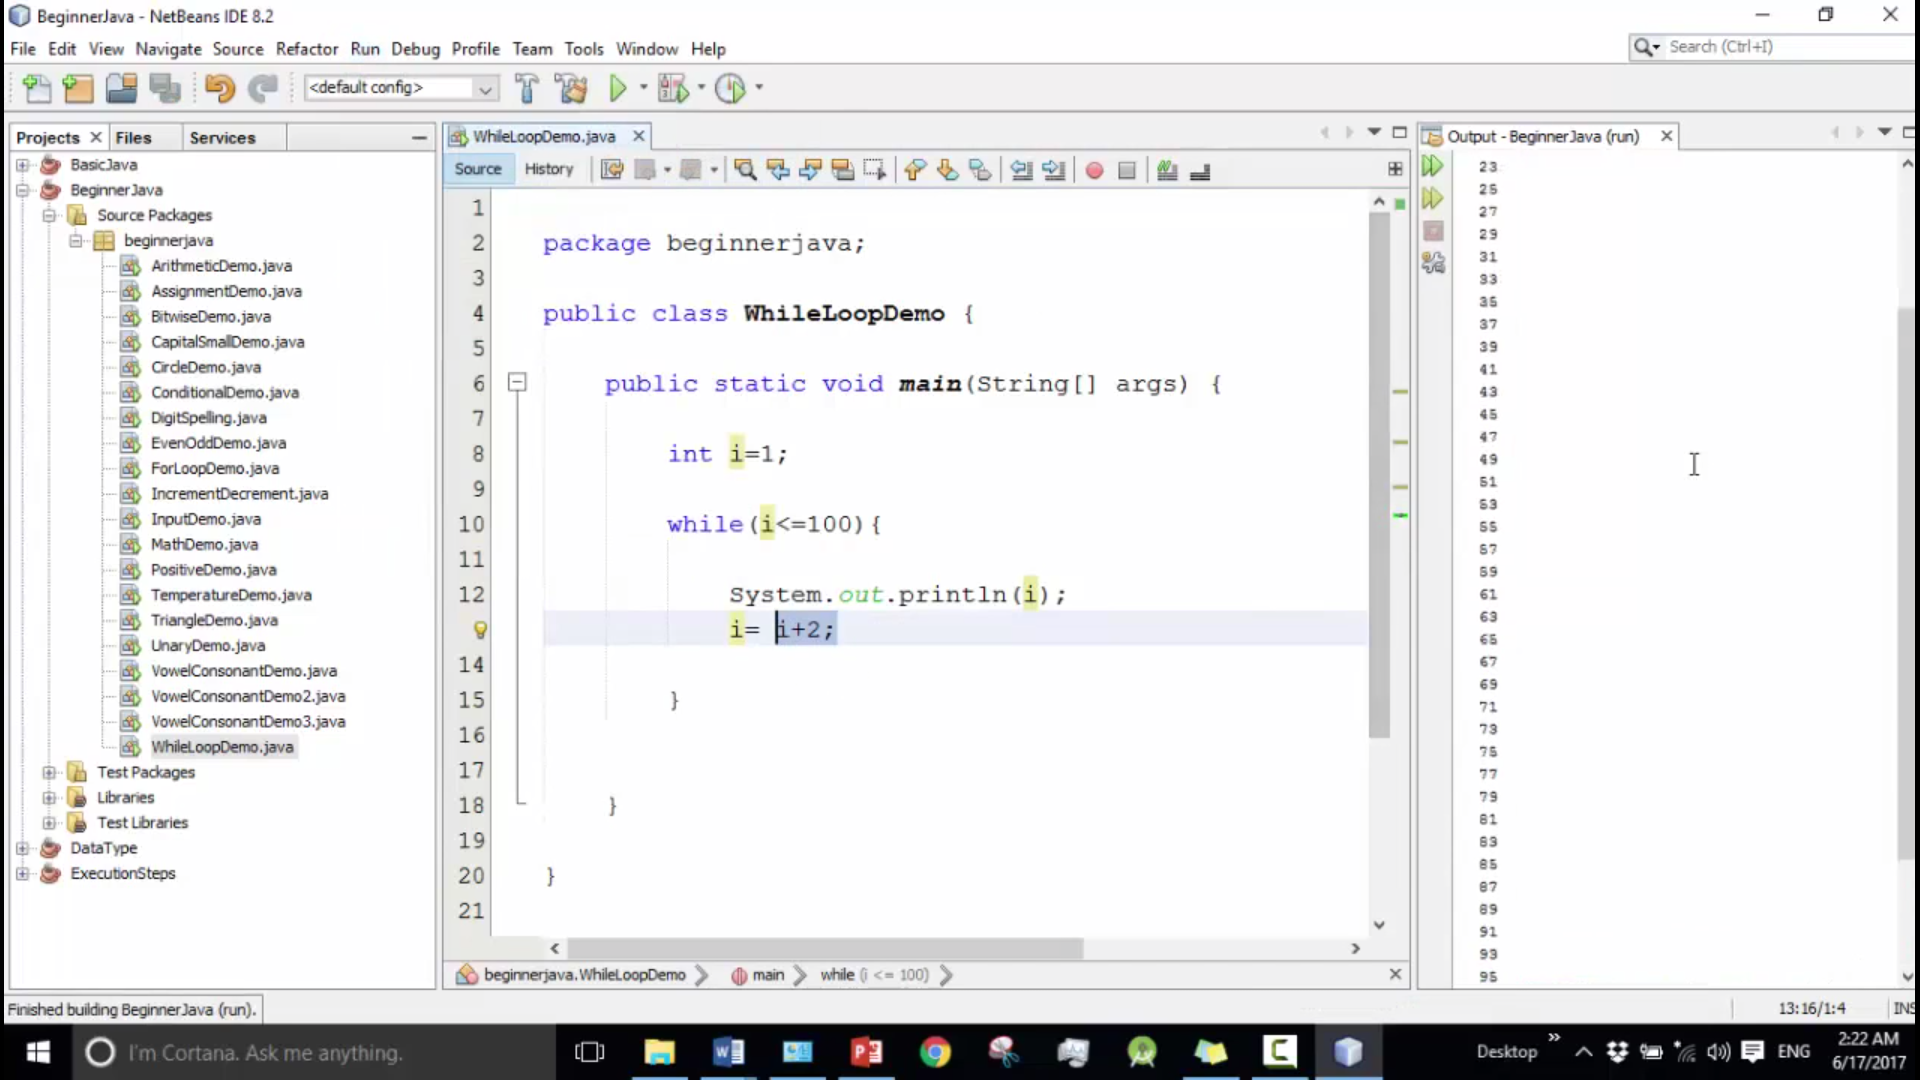 BeginnerJava - NetBeans IDE 8.2
File Edit View Navigate Source Refactor Run Debug Profile Team Tools Window Help
Search (Ctrl+I)
<default config>
Projects Files Services
BasicJava
BeginnerJava
Source Packages
beginnerjava
ArithmeticDemo.java
AssignmentDemo.java
BitwiseDemo.java
CapitalSmallDemo.java
CircleDemo.java
ConditionalDemo.java
DigitSpelling.java
EvenOddDemo.java
ForLoopDemo.java
IncrementDecrement.java
InputDemo.java
MathDemo.java
PositiveDemo.java
TemperatureDemo.java
TriangleDemo.java
UnaryDemo.java
VowelConsonantDemo.java
VowelConsonantDemo2.java
VowelConsonantDemo3.java
WhileLoopDemo.java
Test Packages
Libraries
Test Libraries
DataType
ExecutionSteps
WhileLoopDemo.java
Source History
1
2 package beginnerjava;
3
4 public class WhileLoopDemo {
5
6 public static void main(String[] args) {
7
8 int i=1;
9
10 while(i<=100){
11
12 System.out.println(i);
i= i+2;
14
15 }
16
17
18 }
19
20 }
21
beginnerjava.WhileLoopDemo main while (i <= 100)
Output - BeginnerJava (run)
23
25
27
29
31
33
35
37
39
41
43
45
47
49
51
53
55
57
59
61
63
65
67
69
71
73
75
77
79
81
83
85
87
89
91
93
95
Finished building BeginnerJava (run).
13:16/1:4 INS
I'm Cortana. Ask me anything.
Desktop
ENG
2:22 AM
6/17/2017